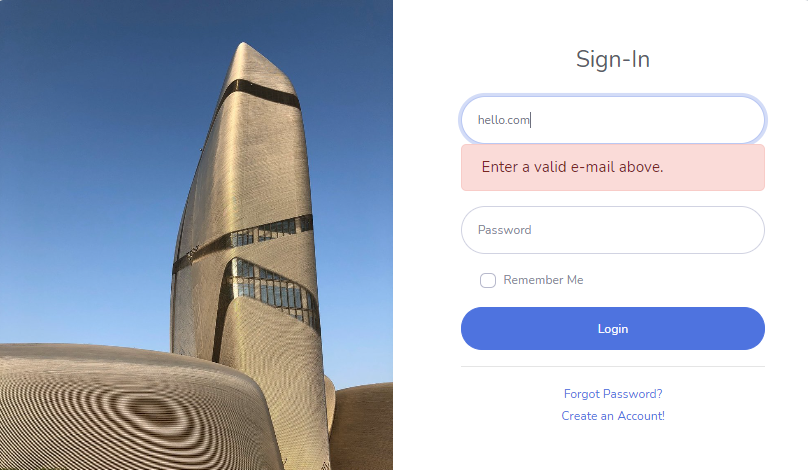 Sign-In
hello.com
Enter a valid e-mail above.
Password
Remember Me
Login
Forgot Password?
Create an Account!